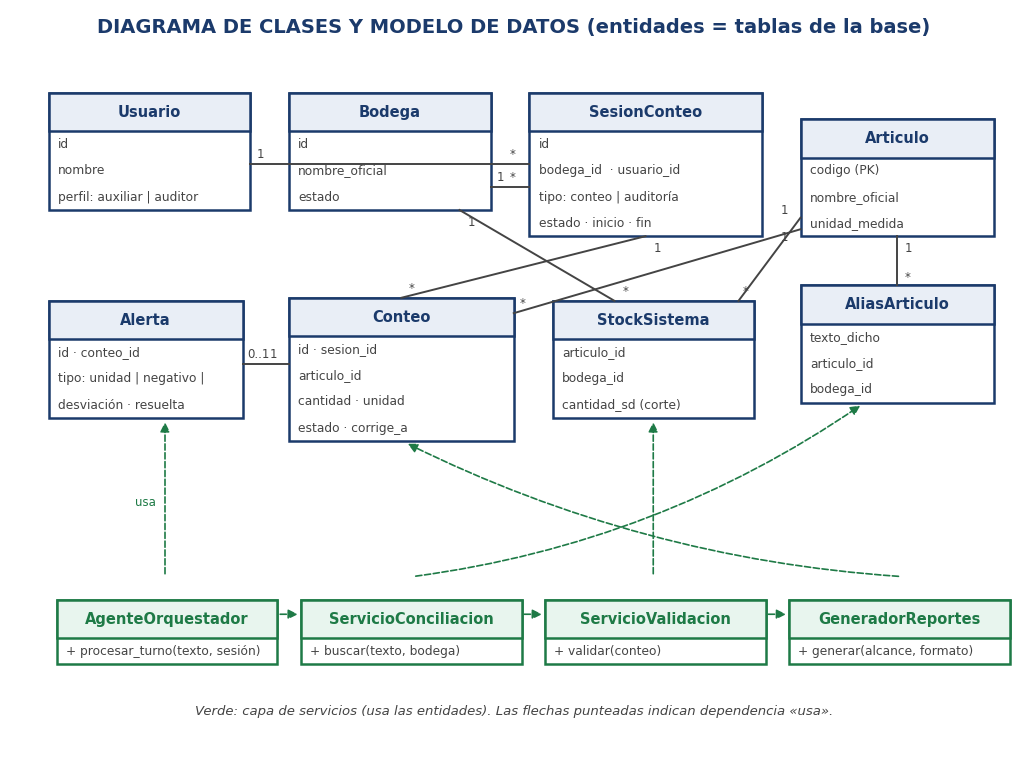 DIAGRAMA DE CLASES Y MODELO DE DATOS (entidades = tablas de la base)
Usuario
id
nombre
perfil: auxiliar | auditor
1
Bodega
id
nombre_oficial
estado
1
1
*
*
SesionConteo
id
bodega_id · usuario_id
tipo: conteo | auditoría
estado · inicio · fin
1
Articulo
codigo (PK)
nombre_oficial
unidad_medida
1
1
1
*
Alerta
id · conteo_id
tipo: unidad | negativo |
desviación · resuelta
0..11
*
Conteo
id · sesion_id
articulo_id
cantidad · unidad
estado · corrige_a
*
*
*
StockSistema
articulo_id
bodega_id
cantidad_sd (corte)
AliasArticulo
texto_dicho
articulo_id
bodega_id
usa
AgenteOrquestador
+ procesar_turno(texto, sesión)
ServicioConciliacion
+ buscar(texto, bodega)
ServicioValidacion
+ validar(conteo)
GeneradorReportes
+ generar(alcance, formato)
Verde: capa de servicios (usa las entidades). Las flechas punteadas indican dependencia «usa».